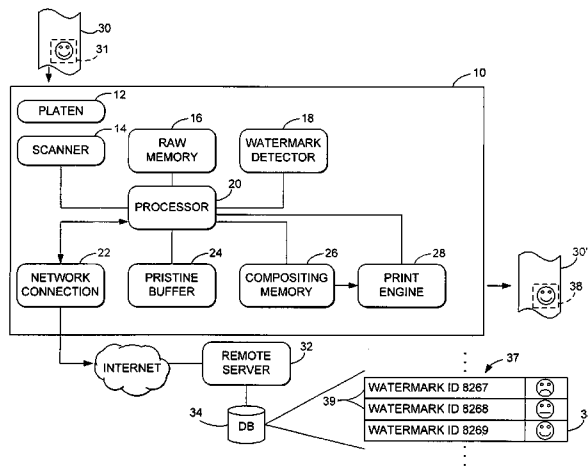 30
31
10
PLATEN
12
SCANNER
14
RAW MEMORY
16
WATERMARK DETECTOR
18
PROCESSOR
20
NETWORK CONNECTION
22
PRISTINE BUFFER
24
COMPOSITING MEMORY
26
PRINT ENGINE
28
30'
38
INTERNET
REMOTE SERVER
32
34
DB
37
39
WATERMARK ID 8267
WATERMARK ID 8268
WATERMARK ID 8269